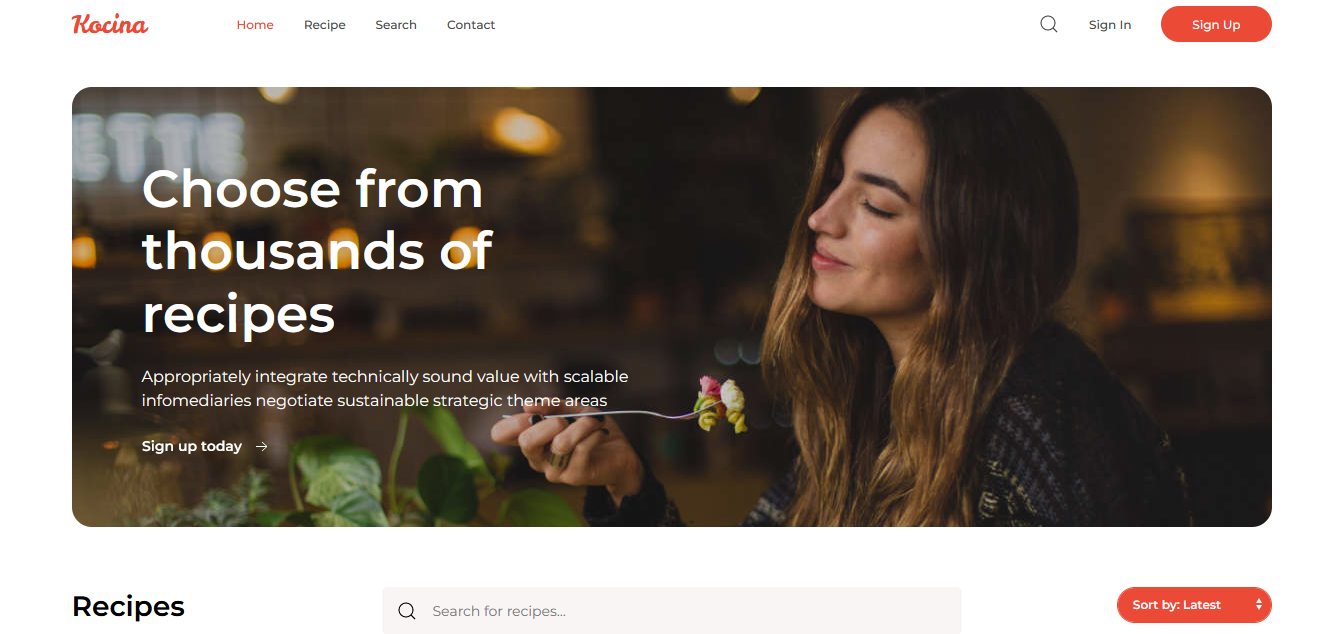 Kocina
Home Recipe Search Contact
Sign In
Sign Up
ETTE
Choose from
thousands of
recipes
Appropriately integrate technically sound value with scalable
infomediaries negotiate sustainable strategic theme areas
Sign up today →
Recipes
Search for recipes...
Sort by: Latest